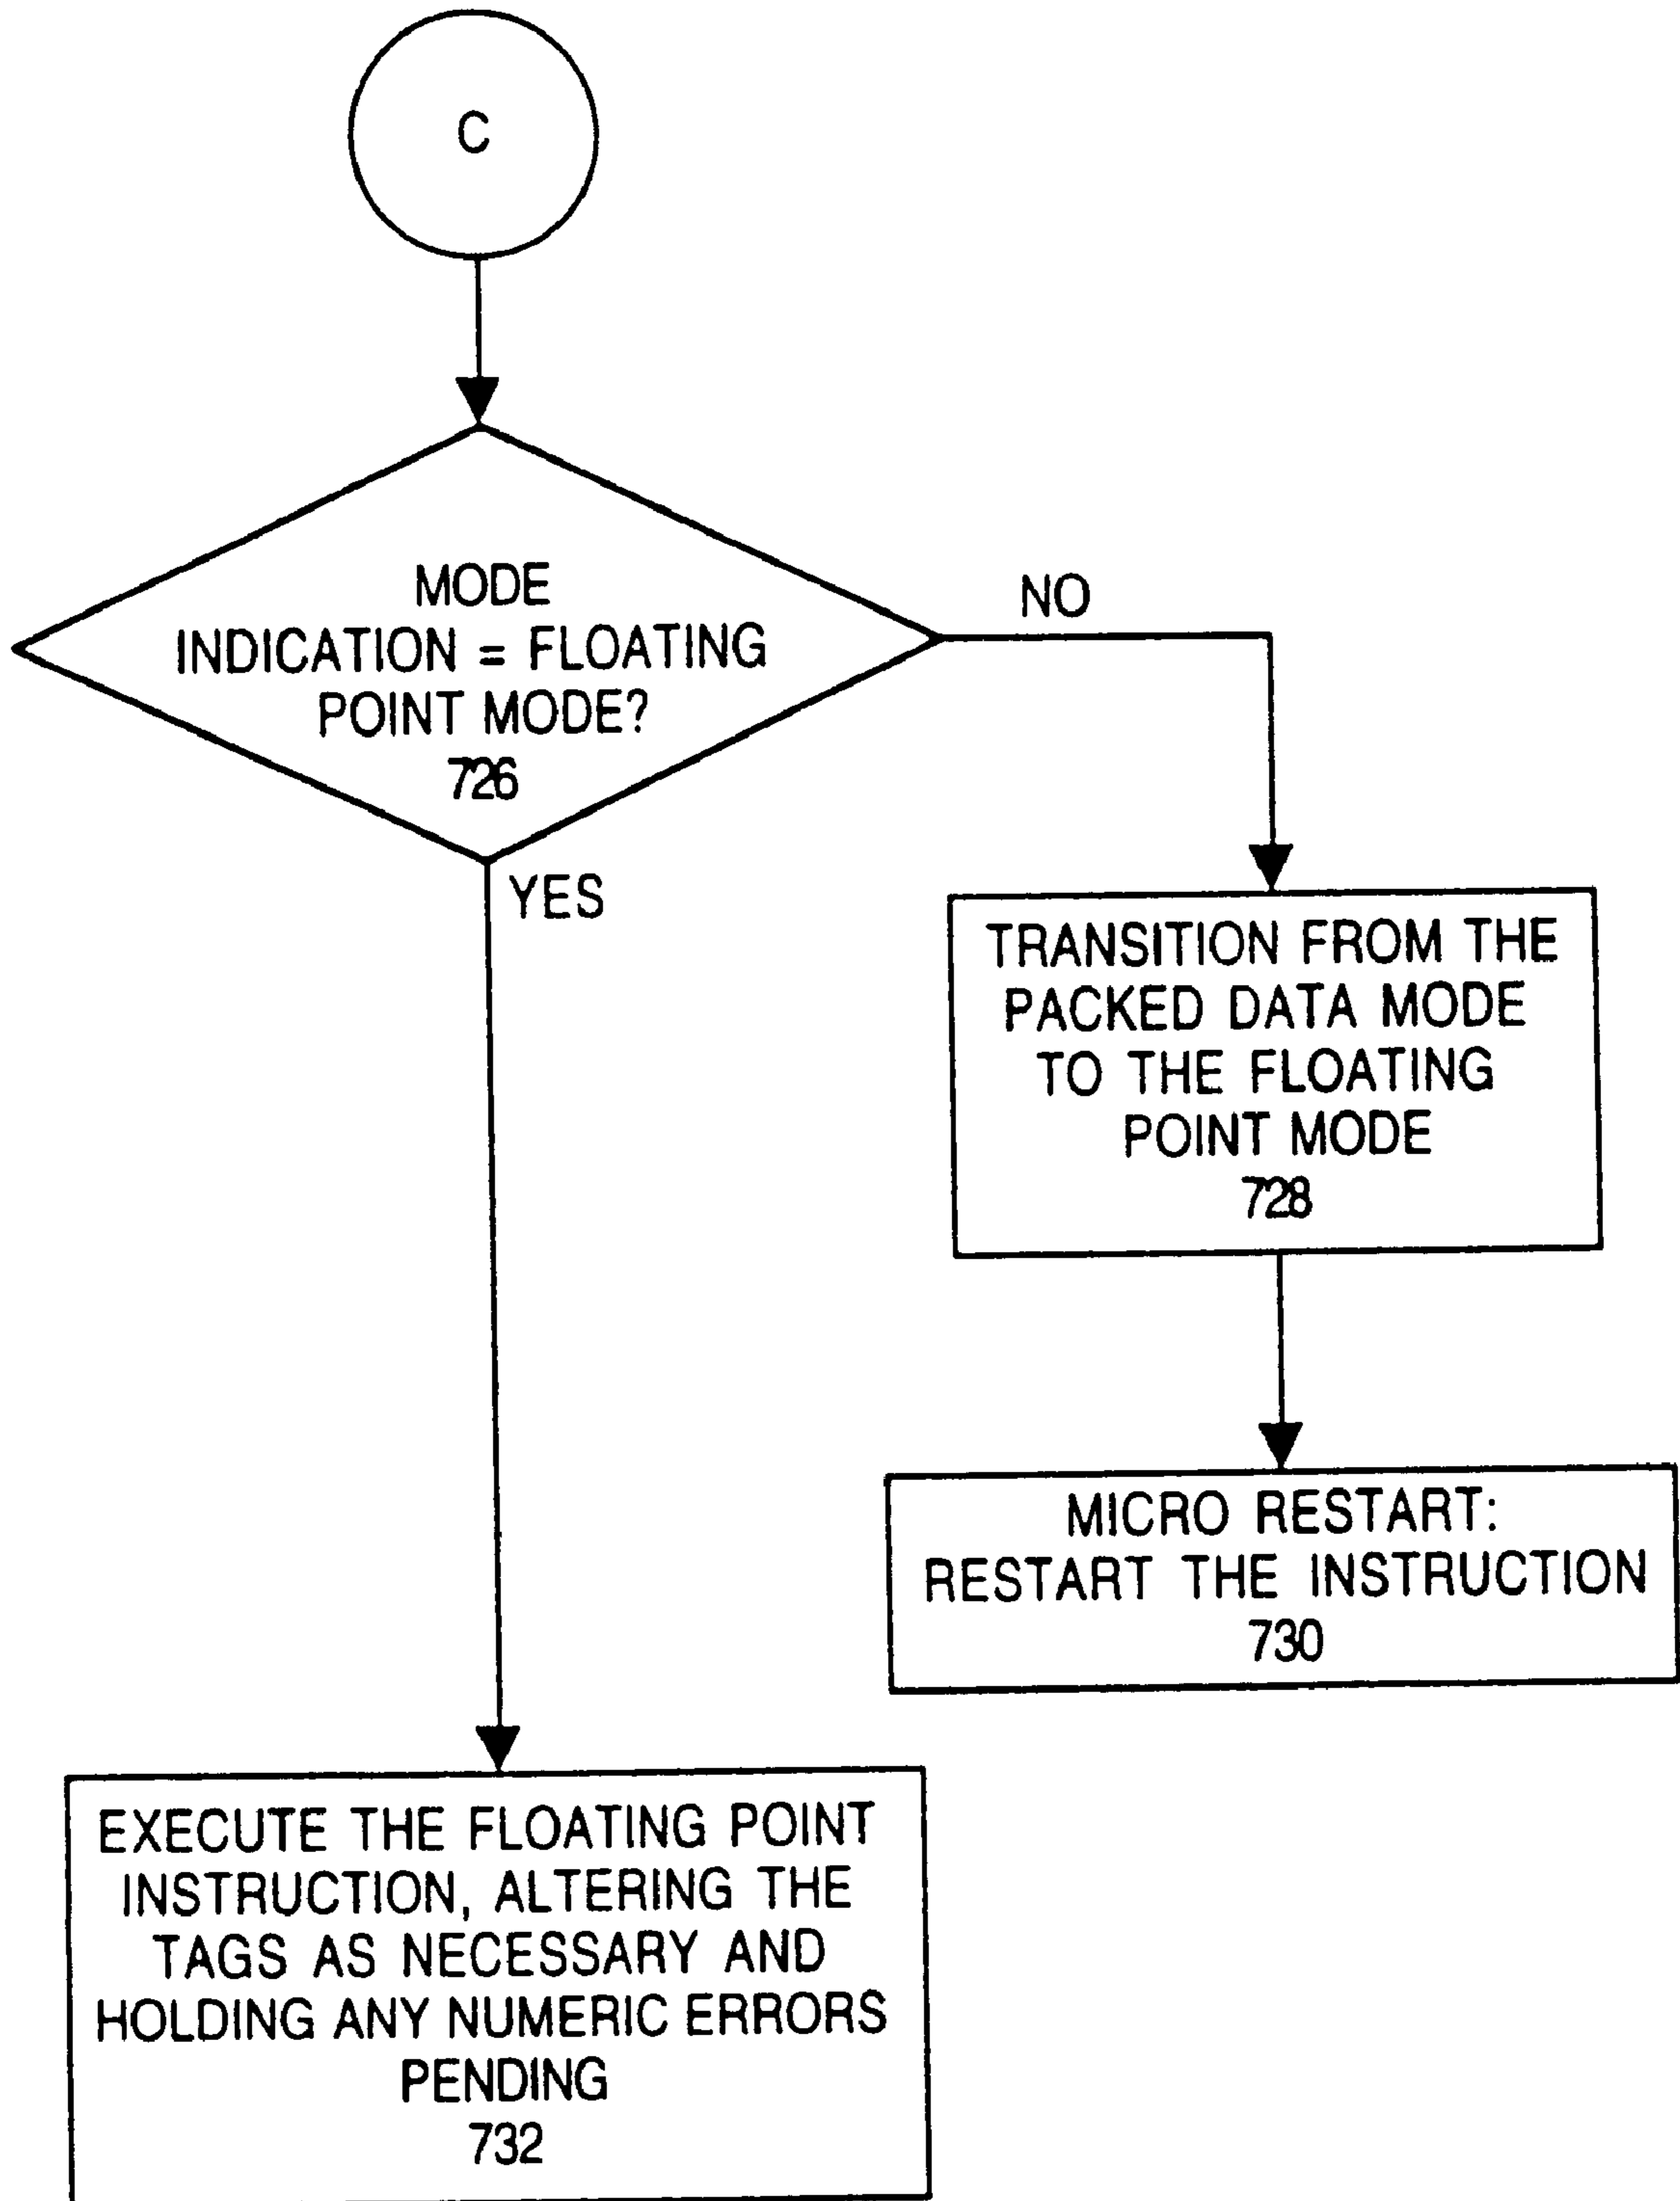 C
MODE
INDICATION = FLOATING
POINT MODE?
726
NO
YES
TRANSITION FROM THE
PACKED DATA MODE
TO THE FLOATING
POINT MODE
728
MICRO RESTART:
RESTART THE INSTRUCTION
730
EXECUTE THE FLOATING POINT
INSTRUCTION, ALTERING THE
TAGS AS NECESSARY AND
HOLDING ANY NUMERIC ERRORS
PENDING
732